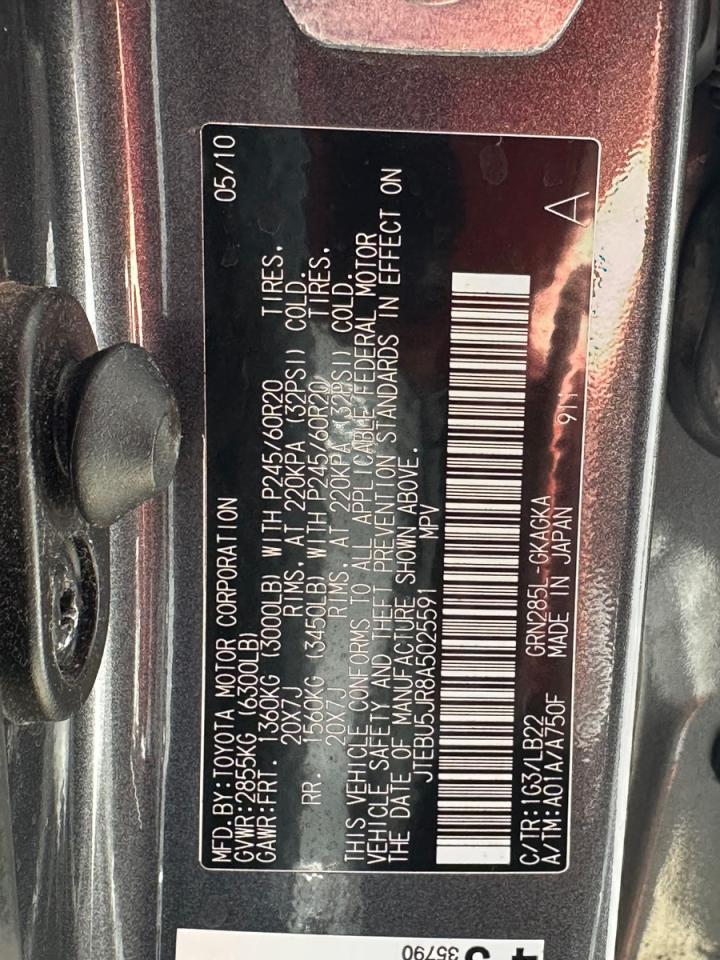 MFD.BY:TOYOTA MOTOR CORPORATION 05/10
GVWR:2855KG (6300LB)
GAWR:FRT. 1360KG (3000LB) WITH P245/60R20 TIRES,
20X7J RIMS, AT 220KPA (32PSI) COLD.
RR. 1560KG (3450LB) WITH P245/60R20 TIRES,
20X7J RIMS, AT 220KPA (32PSI) COLD.
THIS VEHICLE CONFORMS TO ALL APPLICABLE FEDERAL MOTOR
VEHICLE SAFETY AND THEFT PREVENTION STANDARDS IN EFFECT ON
THE DATE OF MANUFACTURE SHOWN ABOVE.
JTEBU5JR8A5025591 MPV
C/TR:1G3/LB22 GRN285L-GKAGKA 911
A/TM:A01A/A750F MADE IN JAPAN A
35790